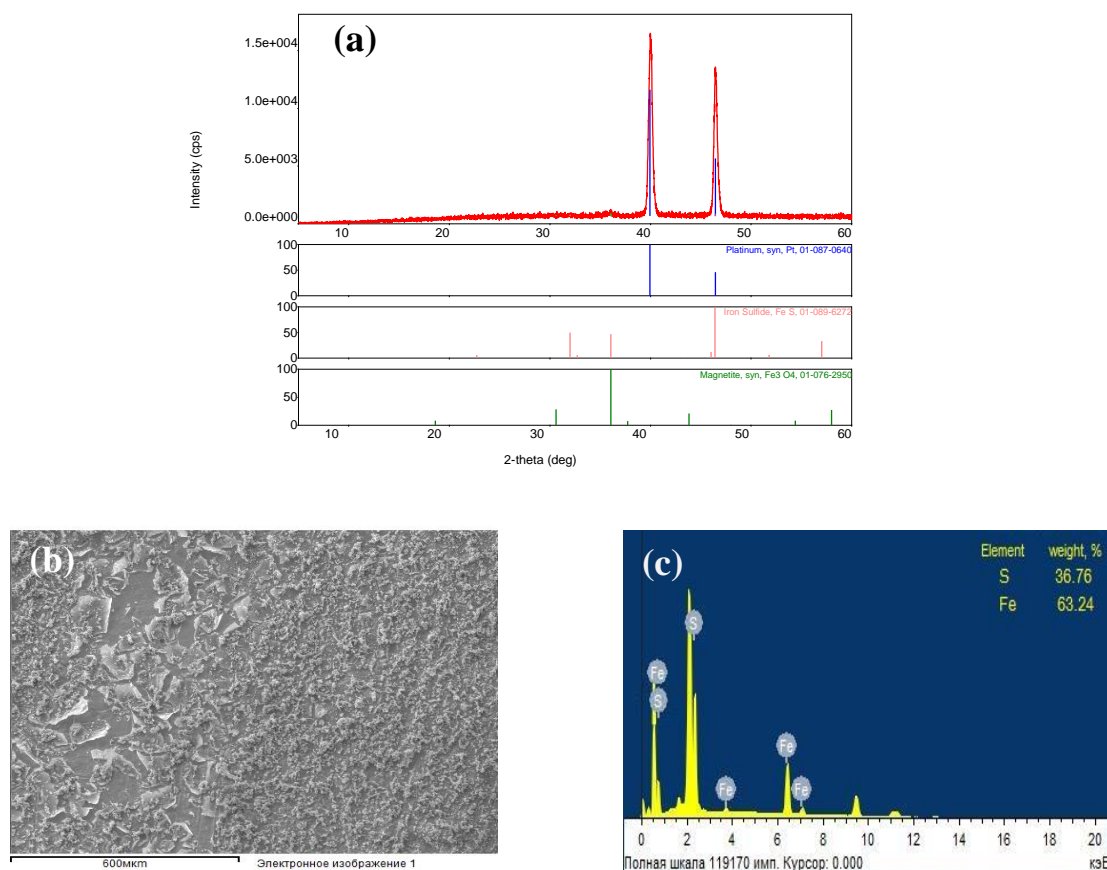 (a)
1.5e+004
1.0e+004
5.0e+003
0.0e+000
Intensity (cps)
10 20 30 40 50 60
100
50
0
Platinum, syn, Pt, 01-087-0640
100
50
0
Iron Sulfide, Fe S, 01-089-6272
100
50
0
Magnetite, syn, Fe3 O4, 01-076-2950
10 20 30 40 50 60
2-theta (deg)
(b)
600мкm
Электронное изображение 1
(c)
Element weight, %
S 36.76
Fe 63.24
S
Fe
S
Fe
Fe
Fe
0 2 4 6 8 10 12 14 16 18 20
Полная шкала 119170 имп. Курсор: 0.000
кэВ